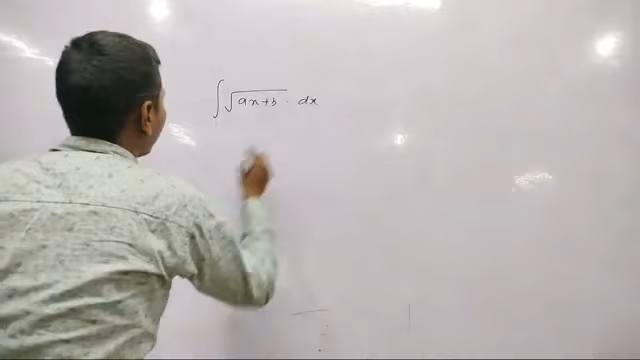 ∫√ax+b . dx